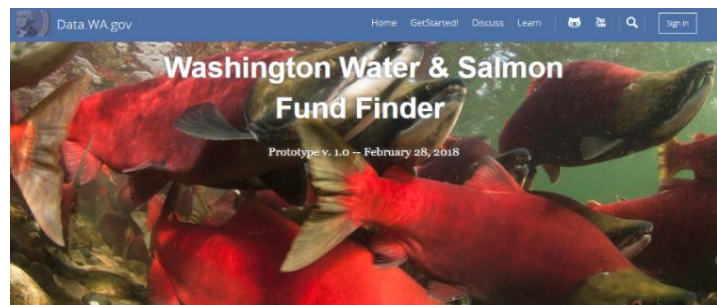 Data.WA.gov
Home GetStarted! Discuss Learn Sign In
Washington Water & Salmon
Fund Finder
Prototype v. 1.0 -- February 28, 2018